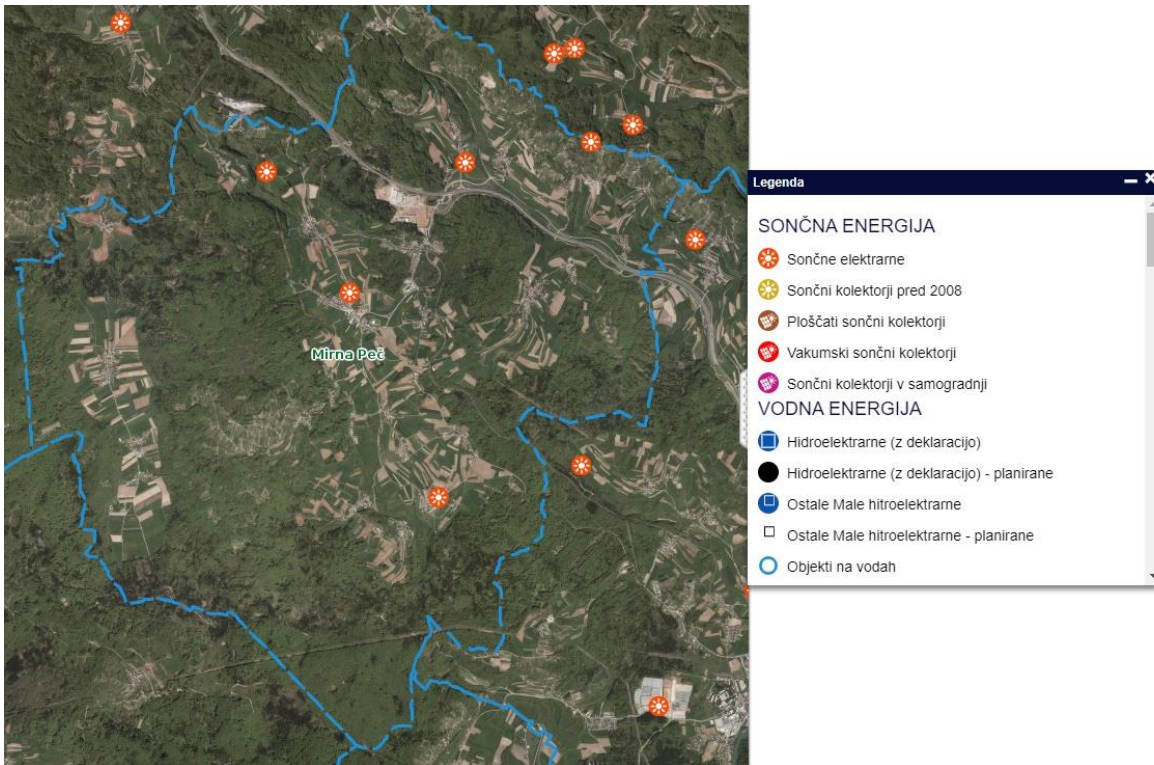 Mirna Peč
Legenda
SONČNA ENERGIJA
Sončne elektrarne
Sončni kolektorji pred 2008
Ploščati sončni kolektorji
Vakumski sončni kolektorji
Sončni kolektorji v samogradnji
VODNA ENERGIJA
Hidroelektrarne (z deklaracijo)
Hidroelektrarne (z deklaracijo) - planirane
Ostale Male hitroelektrarne
Ostale Male hitroelektrarne - planirane
Objekti na vodah